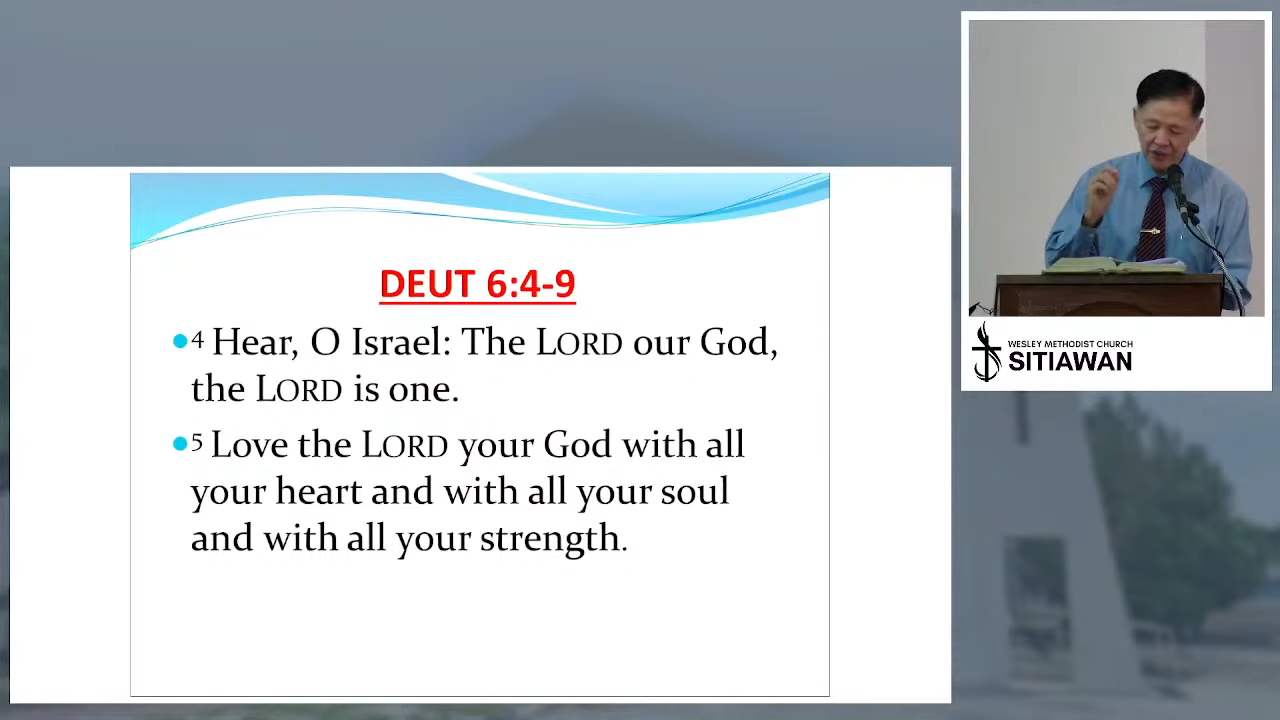 DEUT 6:4-9
4 Hear, O Israel: The LORD our God,
the LORD is one.
5 Love the LORD your God with all
your heart and with all your soul
and with all your strength.
WESLEY METHODIST CHURCH
SITIAWAN